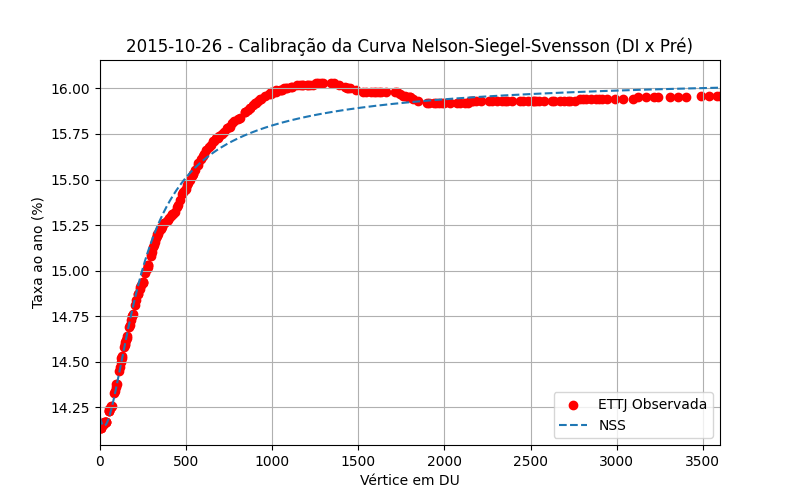 2015-10-26 - Calibração da Curva Nelson-Siegel-Svensson (DI x Pré)
Taxa ao ano (%)
16.00
15.75
15.50
15.25
15.00
14.75
14.50
14.25
0 500 1000 1500 2000 2500 3000 3500
Vértice em DU
ETTJ Observada
NSS